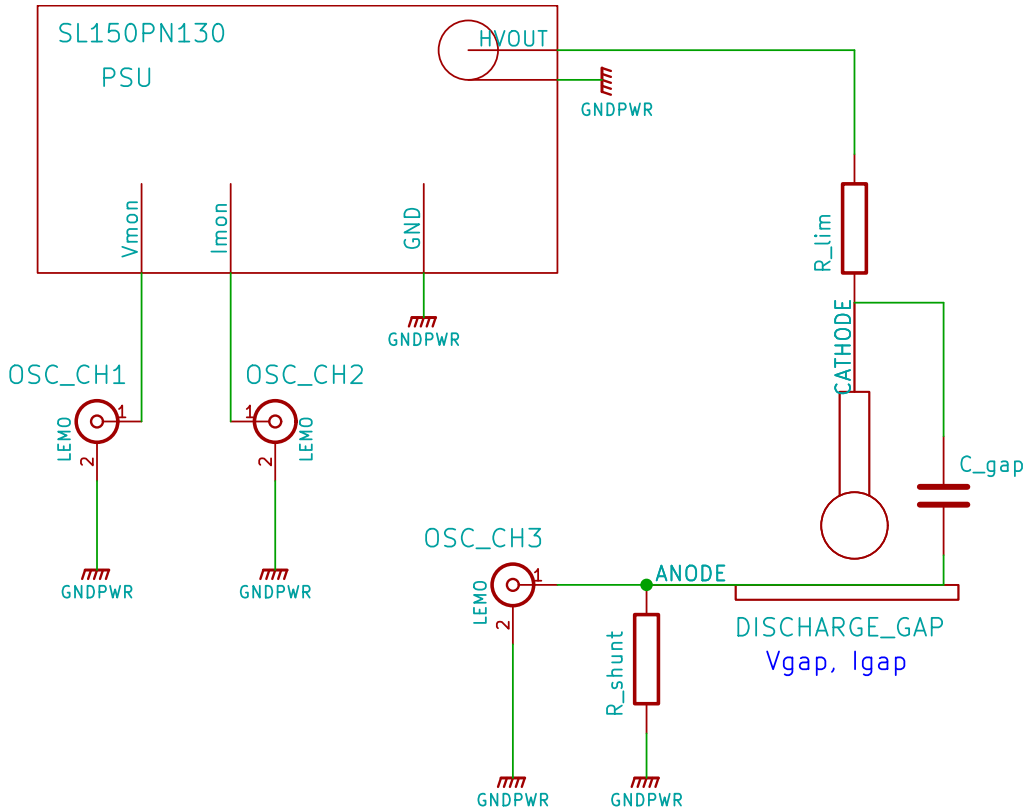 SL150PN130
HVOUT
PSU
GNDPWR
Vmon
Imon
GND
R_lim
GNDPWR
CATHODE
OSC_CH1
OSC_CH2
1
1
LEMO
LEMO
2
2
C_gap
OSC_CH3
ANODE
1
GNDPWR
GNDPWR
LEMO
2
DISCHARGE_GAP
R_shunt
Vgap, Igap
GNDPWR
GNDPWR